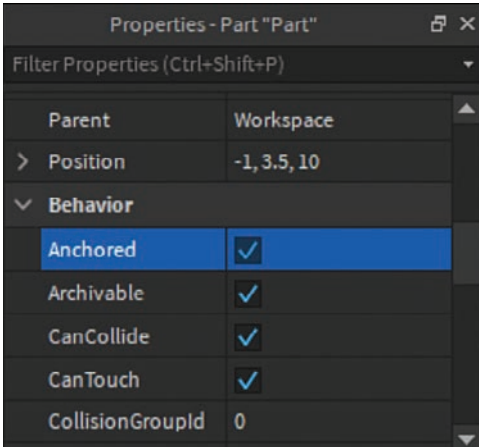 Properties - Part "Part"
Filter Properties (Ctrl+Shift+P)
Parent Workspace
Position -1, 3.5, 10
Behavior
Anchored
Archivable
CanCollide
CanTouch
CollisionGroupId 0